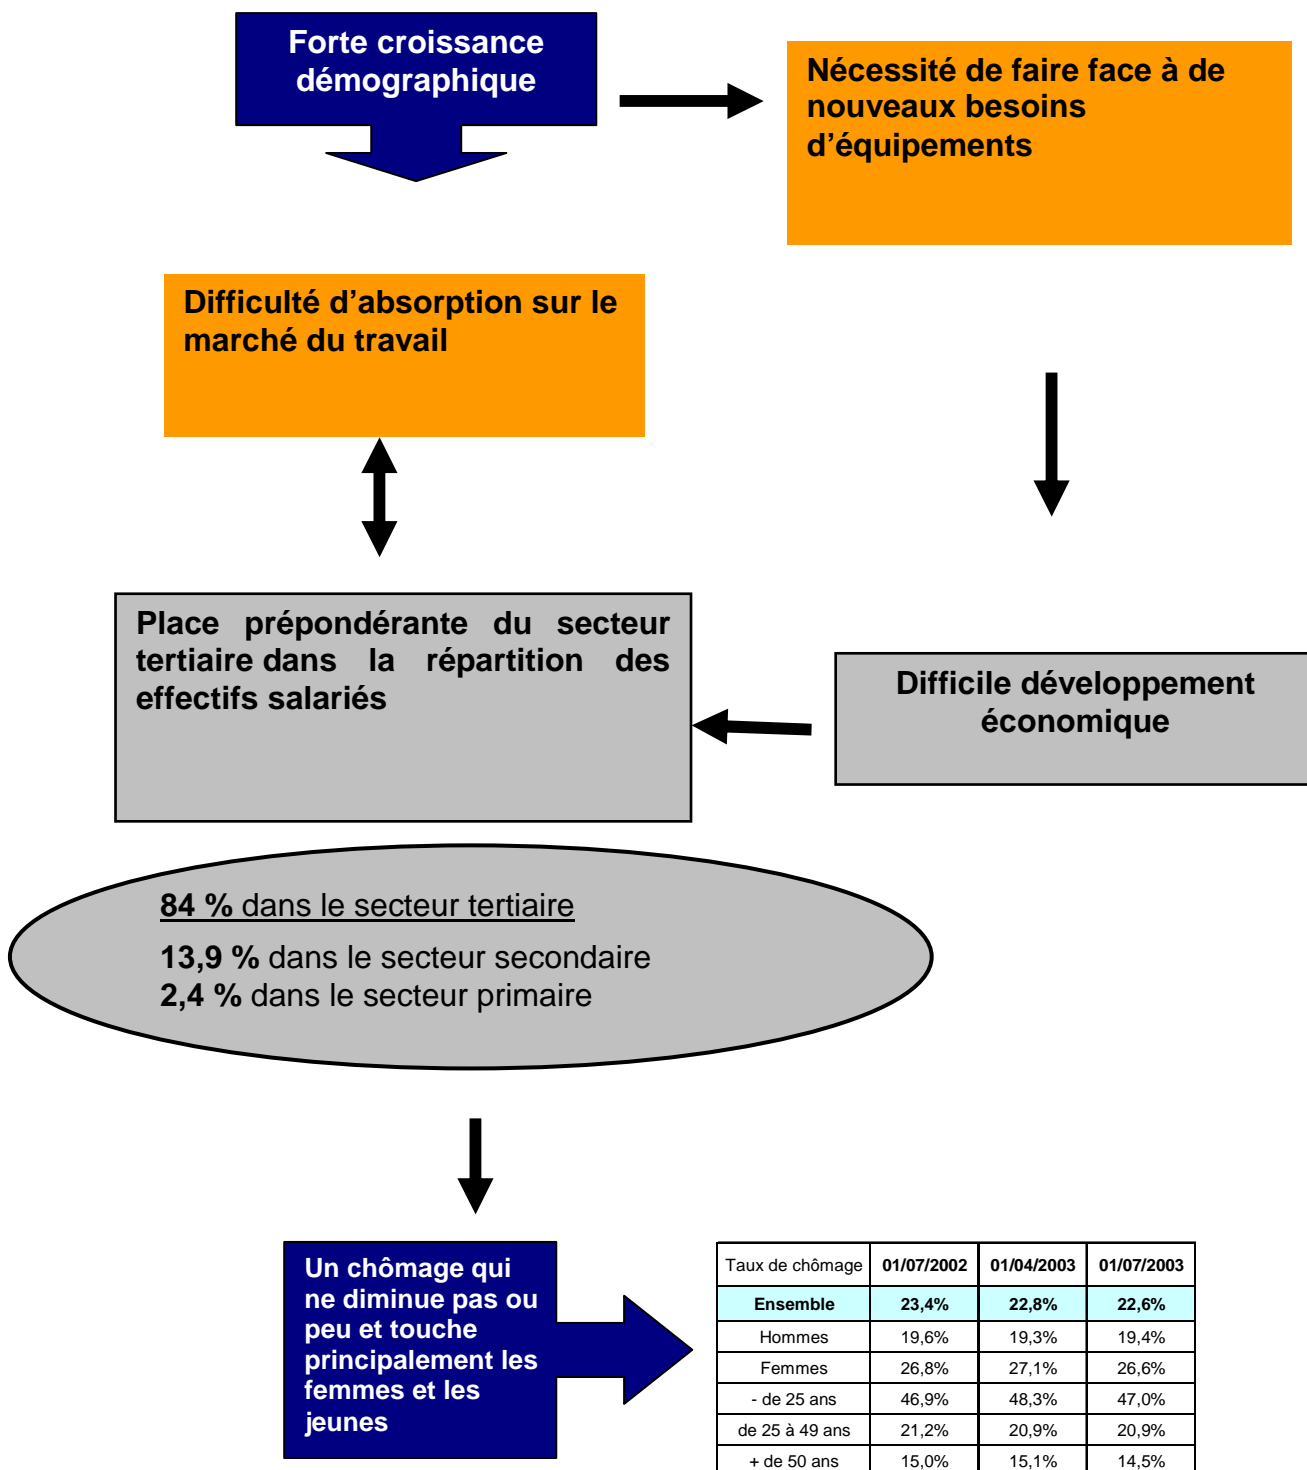 Forte croissance
démographique
Nécessité de faire face à de
nouveaux besoins
d’équipements
Difficulté d’absorption sur le
marché du travail
Place prépondérante du secteur
tertiaire dans la répartition des
effectifs salariés
Difficile développement
économique
84 % dans le secteur tertiaire
13,9 % dans le secteur secondaire
2,4 % dans le secteur primaire
Un chômage qui
ne diminue pas ou
peu et touche
principalement les
femmes et les
jeunes
Taux de chômage 01/07/2002 01/04/2003 01/07/2003
Ensemble 23,4% 22,8% 22,6%
Hommes 19,6% 19,3% 19,4%
Femmes 26,8% 27,1% 26,6%
- de 25 ans 46,9% 48,3% 47,0%
de 25 à 49 ans 21,2% 20,9% 20,9%
+ de 50 ans 15,0% 15,1% 14,5%